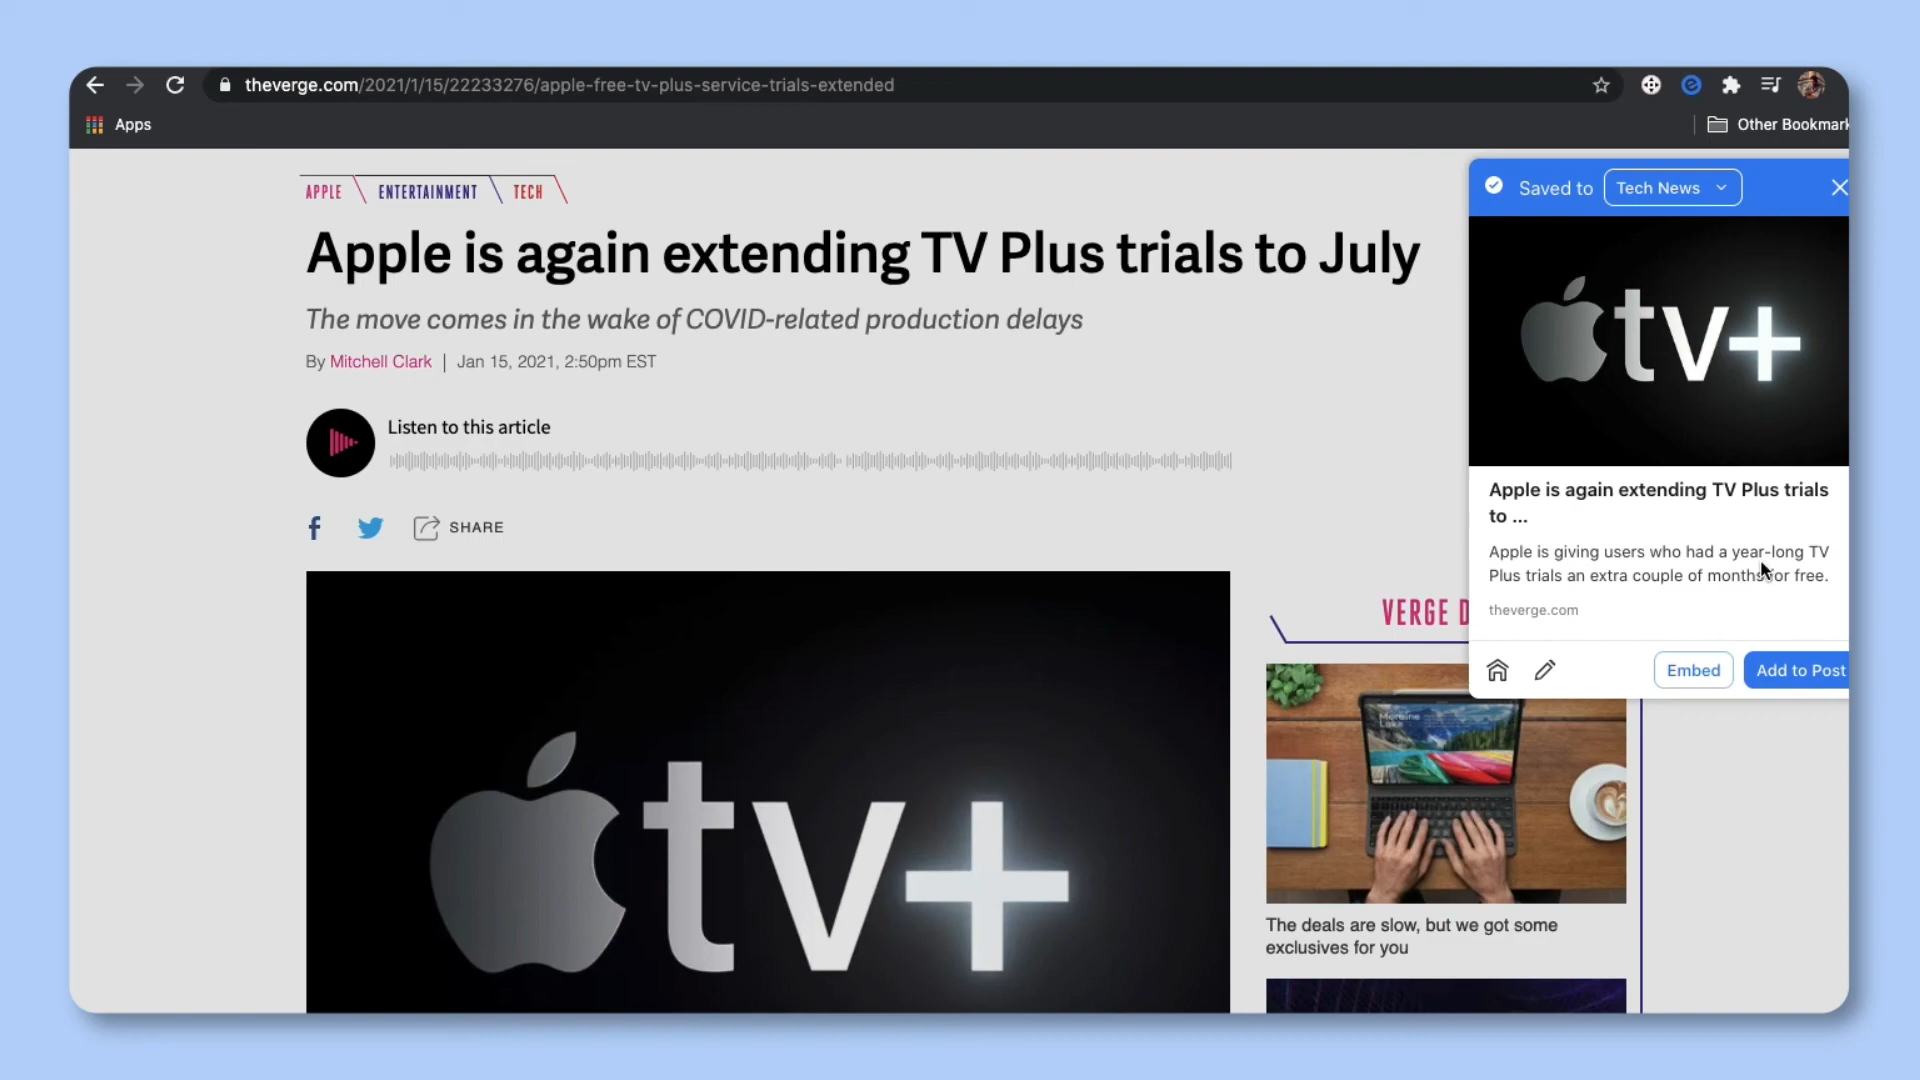 theverge.com/2021/1/15/22233276/apple-free-tv-plus-service-trials-extended
Apps
Other Bookmark
APPLE
ENTERTAINMENT
TECH
Apple is again extending TV Plus trials to July
The move comes in the wake of COVID-related production delays
By Mitchell Clark | Jan 15, 2021, 2:50pm EST
Listen to this article
f
SHARE
tv+
VERGE D
The deals are slow, but we got some
exclusives for you
Saved to
Tech News
tv+
Apple is again extending TV Plus trials
to ...
Apple is giving users who had a year-long TV
Plus trials an extra couple of months for free.
theverge.com
Embed
Add to Post